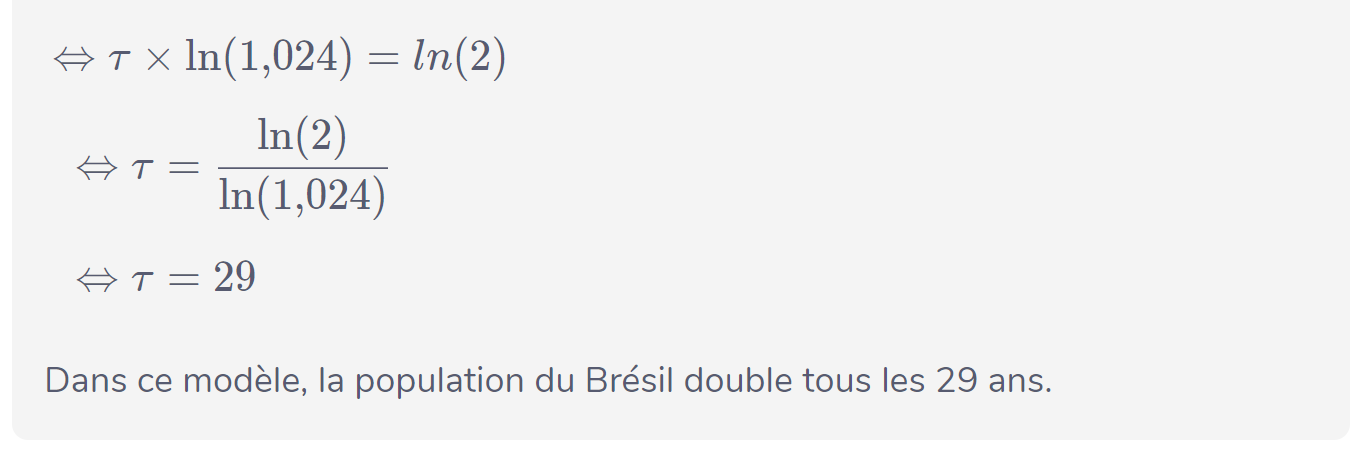 ⇔ τ × ln(1,024) = ln(2)
⇔ τ = ln(2) / ln(1,024)
⇔ τ = 29
Dans ce modèle, la population du Brésil double tous les 29 ans.